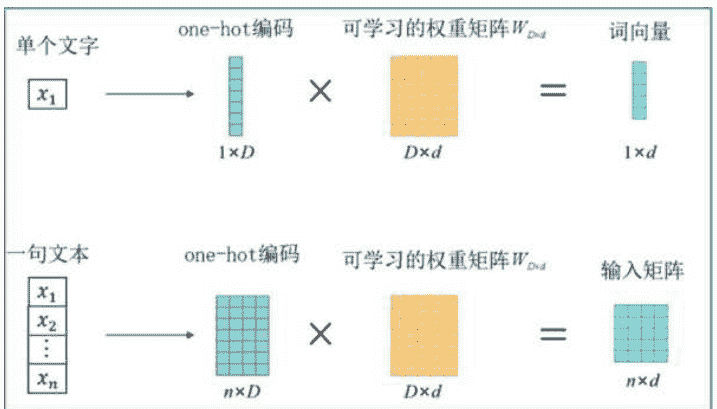 单个文字
one-hot编码
可学习的权重矩阵W_{D×d}
词向量
x₁
×
=
1×D
D×d
1×d
一句文本
one-hot编码
可学习的权重矩阵W_{D×d}
输入矩阵
x₁
x₂
⋮
xₙ
×
=
n×D
D×d
n×d